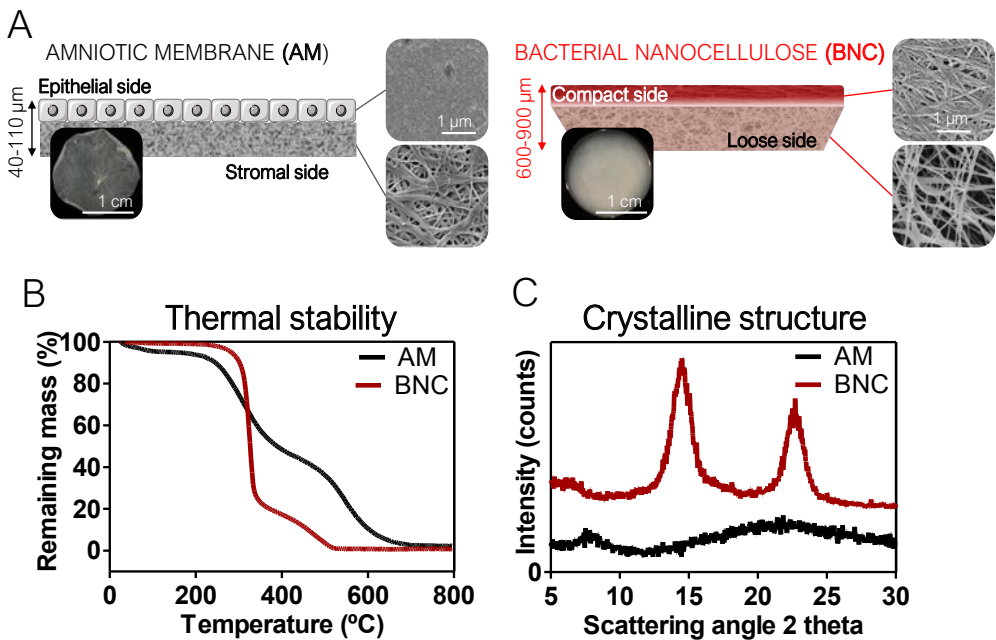 A
AMNIOTIC MEMBRANE (AM)
Epithelial side
40-110 µm
Stromal side
1 cm
1 µm
BACTERIAL NANOCELLULOSE (BNC)
Compact side
600-900 µm
Loose side
1 cm
1 µm
B
Thermal stability
AM
BNC
Remaining mass (%)
100
80
60
40
20
0
0 200 400 600 800
Temperature (ºC)
C
Crystalline structure
AM
BNC
Intensity (counts)
0
5 10 15 20 25 30
Scattering angle 2 theta